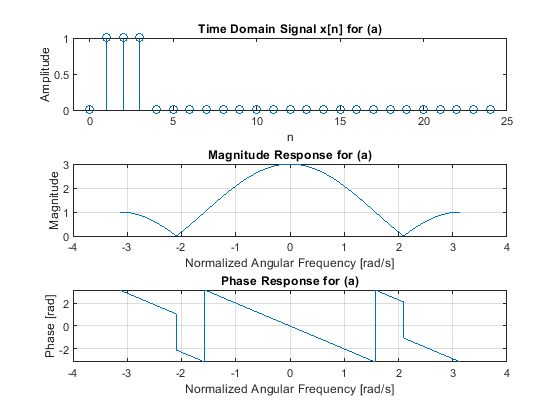 Time Domain Signal x[n] for (a)
Amplitude
1
0.5
0
0 5 10 15 20 25
n
Magnitude Response for (a)
Magnitude
3
2
1
0
-4 -3 -2 -1 0 1 2 3 4
Normalized Angular Frequency [rad/s]
Phase Response for (a)
Phase [rad]
2
0
-2
-4 -3 -2 -1 0 1 2 3 4
Normalized Angular Frequency [rad/s]